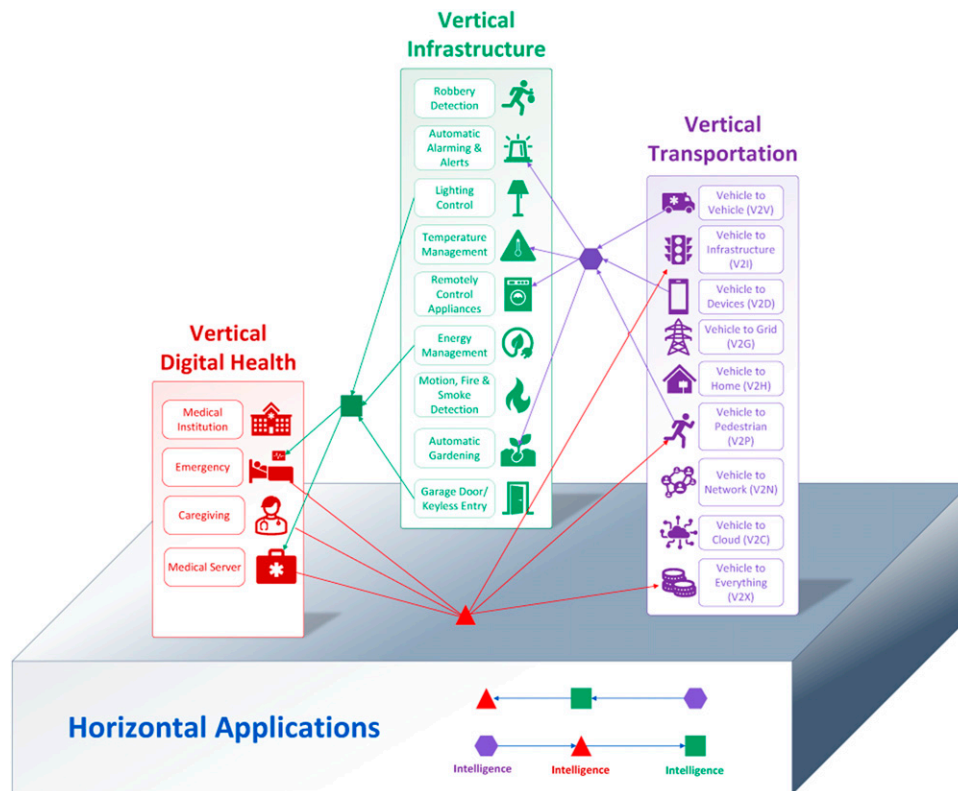 Vertical
Infrastructure
Robbery
Detection
Automatic
Alarming &
Alerts
Lighting
Control
Temperature
Management
Remotely
Control
Appliances
Energy
Management
Motion, Fire &
Smoke
Detection
Automatic
Gardening
Garage Door/
Keyless Entry
Vertical
Transportation
Vehicle to
Vehicle (V2V)
Vehicle to
Infrastructure
(V2I)
Vehicle to
Devices (V2D)
Vehicle to Grid
(V2G)
Vehicle to
Home (V2H)
Vehicle to
Pedestrian
(V2P)
Vehicle to
Network (V2N)
Vehicle to
Cloud (V2C)
Vehicle to
Everything
(V2X)
Vertical
Digital Health
Medical
Institution
Emergency
Caregiving
Medical Server
Horizontal Applications
Intelligence
Intelligence
Intelligence